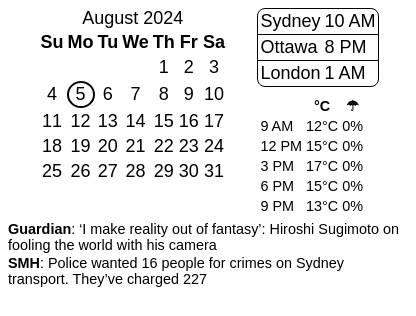 August 2024
Su Mo Tu We Th Fr Sa
1 2 3
4 5 6 7 8 9 10
11 12 13 14 15 16 17
18 19 20 21 22 23 24
25 26 27 28 29 30 31
Sydney 10 AM
Ottawa 8 PM
London 1 AM
°C ☂
9 AM 12°C 0%
12 PM 15°C 0%
3 PM 17°C 0%
6 PM 15°C 0%
9 PM 13°C 0%
Guardian: ‘I make reality out of fantasy’: Hiroshi Sugimoto on
fooling the world with his camera
SMH: Police wanted 16 people for crimes on Sydney
transport. They’ve charged 227